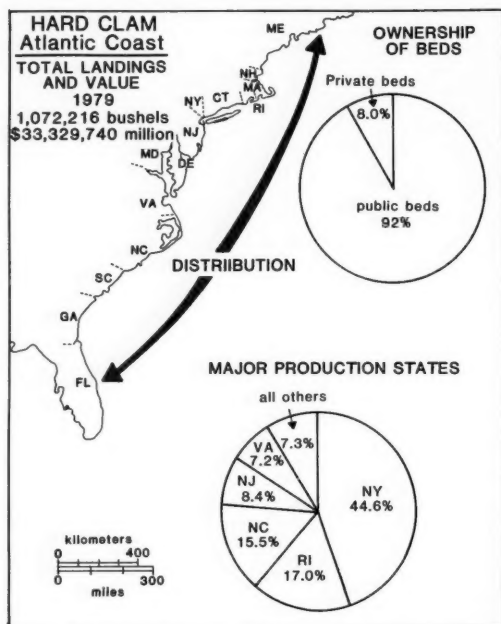 HARD CLAM
Atlantic Coast
TOTAL LANDINGS
AND VALUE
1979
1,072,216 bushels
$33,329,740 million
ME
NH
MA
CT
RI
NY
NJ
MD
DE
VA
NC
SC
GA
FL
DISTRIIBUTION
OWNERSHIP
OF BEDS
Private beds
8.0%
public beds
92%
MAJOR PRODUCTION STATES
all others
7.3%
VA
7.2%
NJ
8.4%
NC
15.5%
RI
17.0%
NY
44.6%
kilometers
0 400
0 300
miles